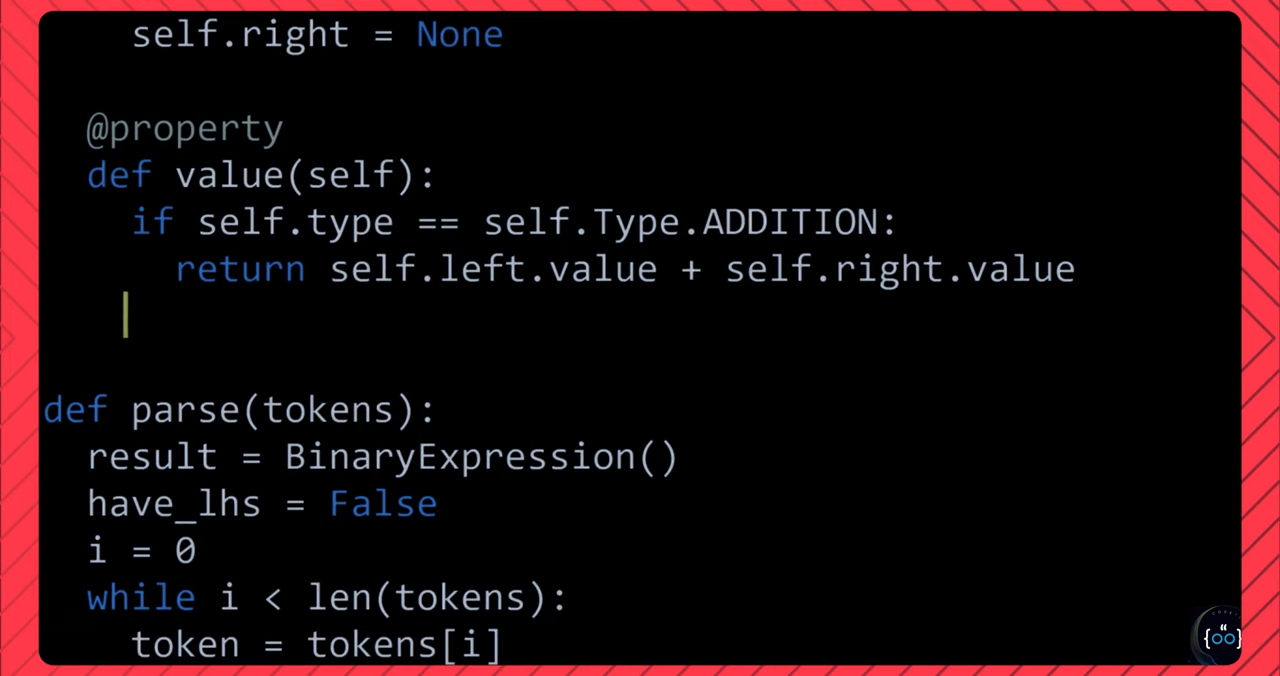 self.right = None
@property
def value(self):
if self.type == self.Type.ADDITION:
return self.left.value + self.right.value
def parse(tokens):
result = BinaryExpression()
have_lhs = False
i = 0
while i < len(tokens):
token = tokens[i]